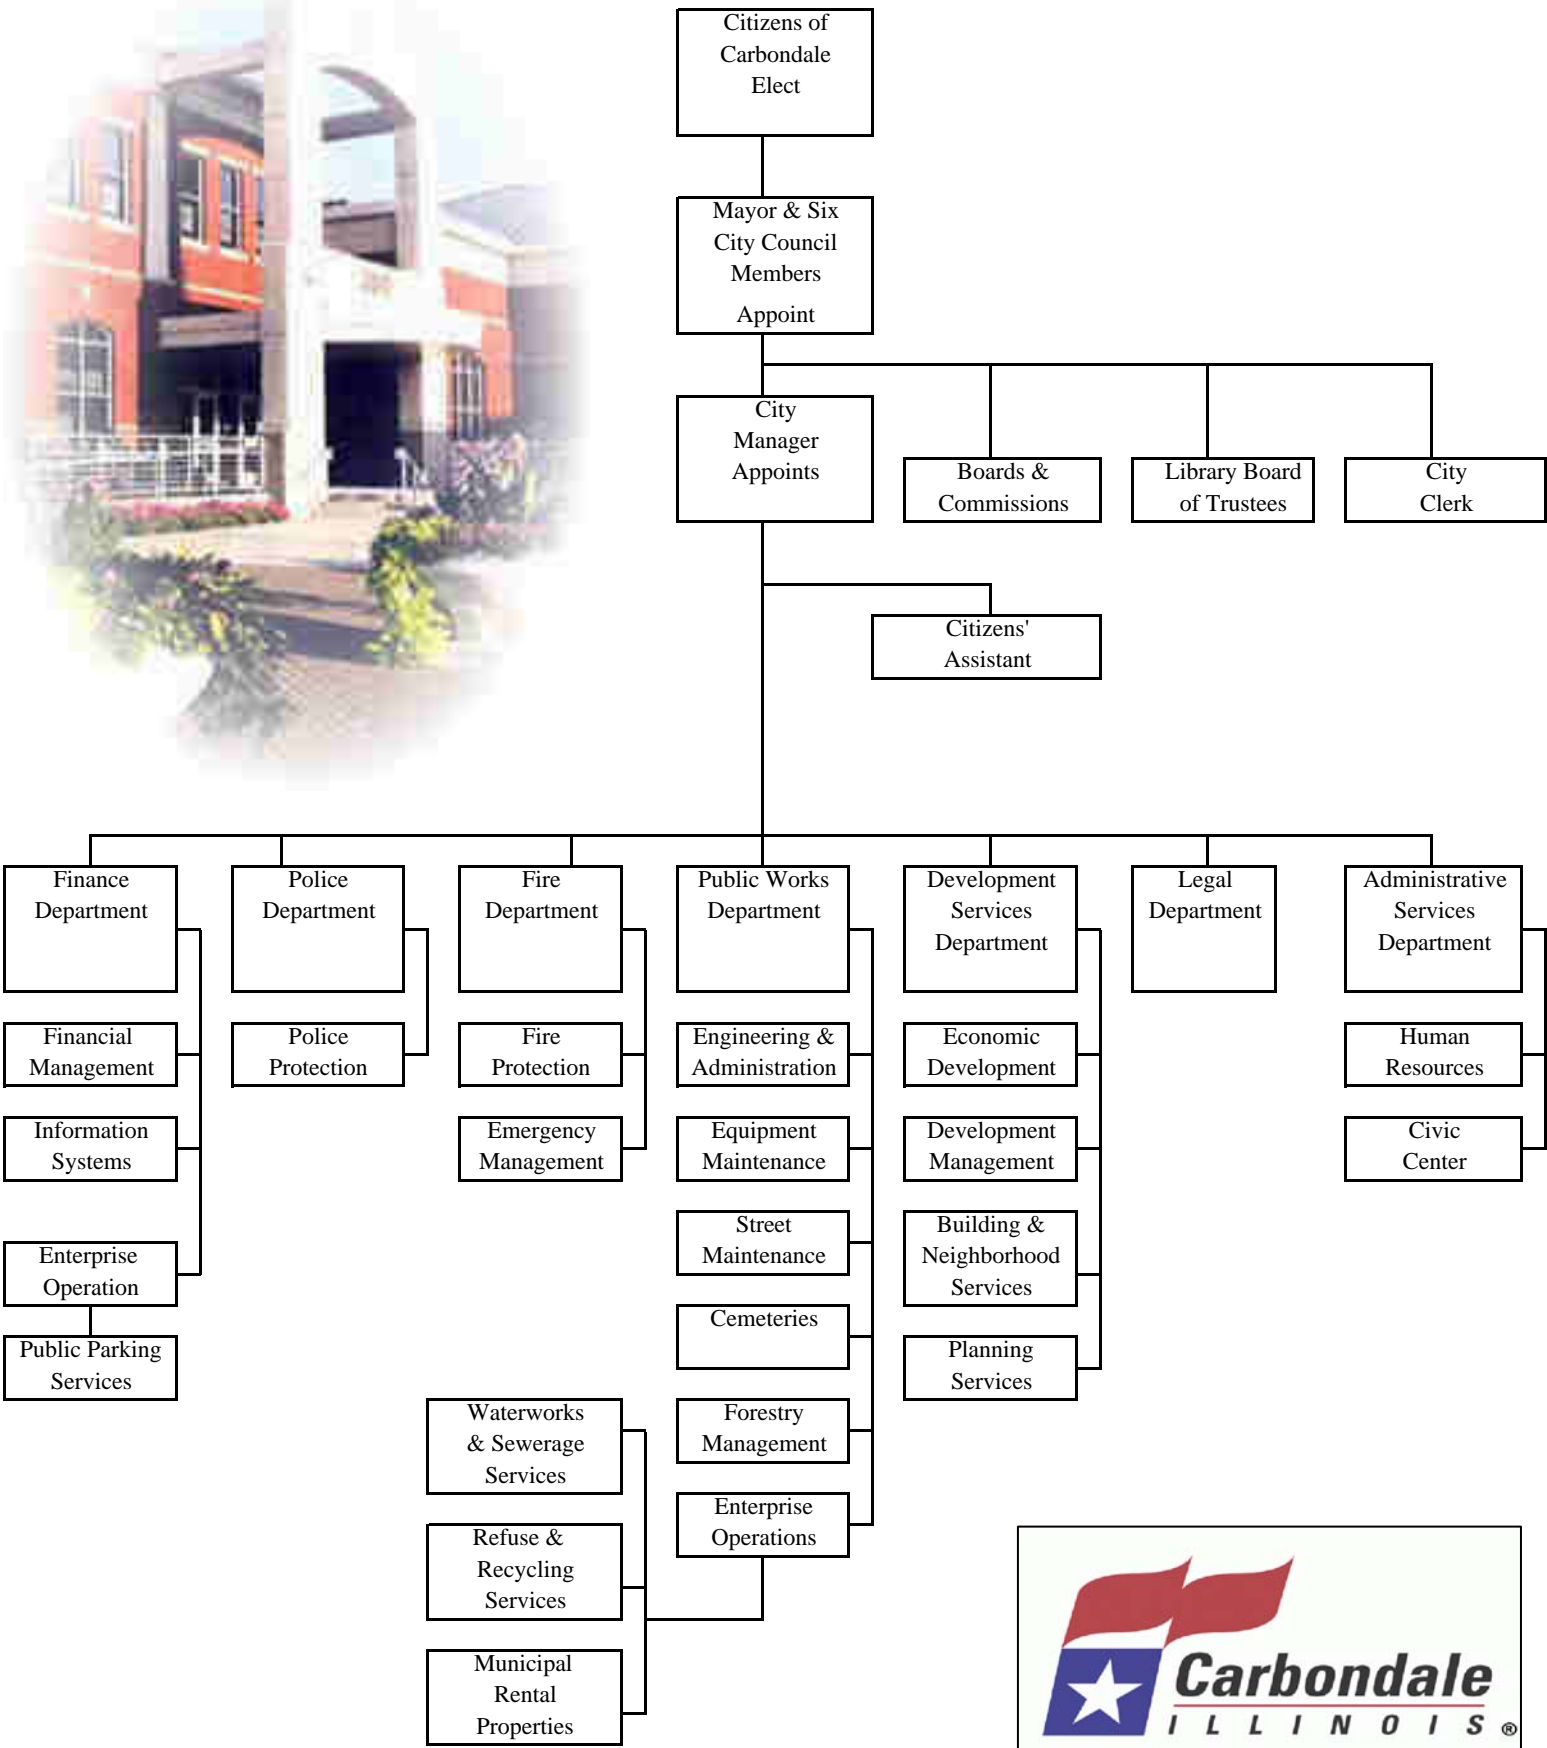 Citizens of
Carbondale
Elect
Mayor & Six
City Council
Members
Appoint
City
Manager
Appoints
Boards &
Commissions
Library Board
of Trustees
City
Clerk
Citizens'
Assistant
Finance
Department
Police
Department
Fire
Department
Public Works
Department
Development
Services
Department
Legal
Department
Administrative
Services
Department
Financial
Management
Police
Protection
Fire
Protection
Engineering &
Administration
Economic
Development
Human
Resources
Information
Systems
Emergency
Management
Equipment
Maintenance
Development
Management
Civic
Center
Enterprise
Operation
Street
Maintenance
Building &
Neighborhood
Services
Public Parking
Services
Cemeteries
Planning
Services
Waterworks
& Sewerage
Services
Forestry
Management
Refuse &
Recycling
Services
Enterprise
Operations
Municipal
Rental
Properties
Carbondale
ILLINOIS ®